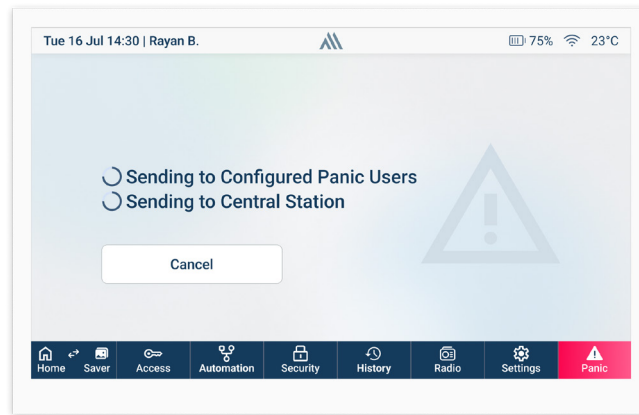 Tue 16 Jul 14:30 | Rayan B.
75% 23°C
Sending to Configured Panic Users
Sending to Central Station
Cancel
Home Saver Access Automation Security History Radio Settings Panic